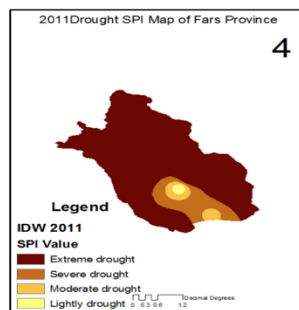 2011Drought SPI Map of Fars Province
4
Legend
IDW 2011
SPI Value
Extreme drought
Severe drought
Moderate drought
Lightly drought
Decimal Degrees
0 0.3 0.6 1.2